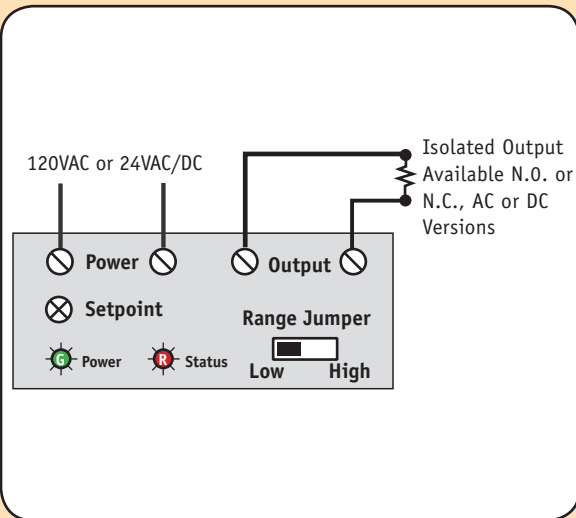 120VAC or 24VAC/DC
Isolated Output
Available N.O. or
N.C., AC or DC
Versions
Power
Output
Setpoint
Range Jumper
G Power
R Status
Low High